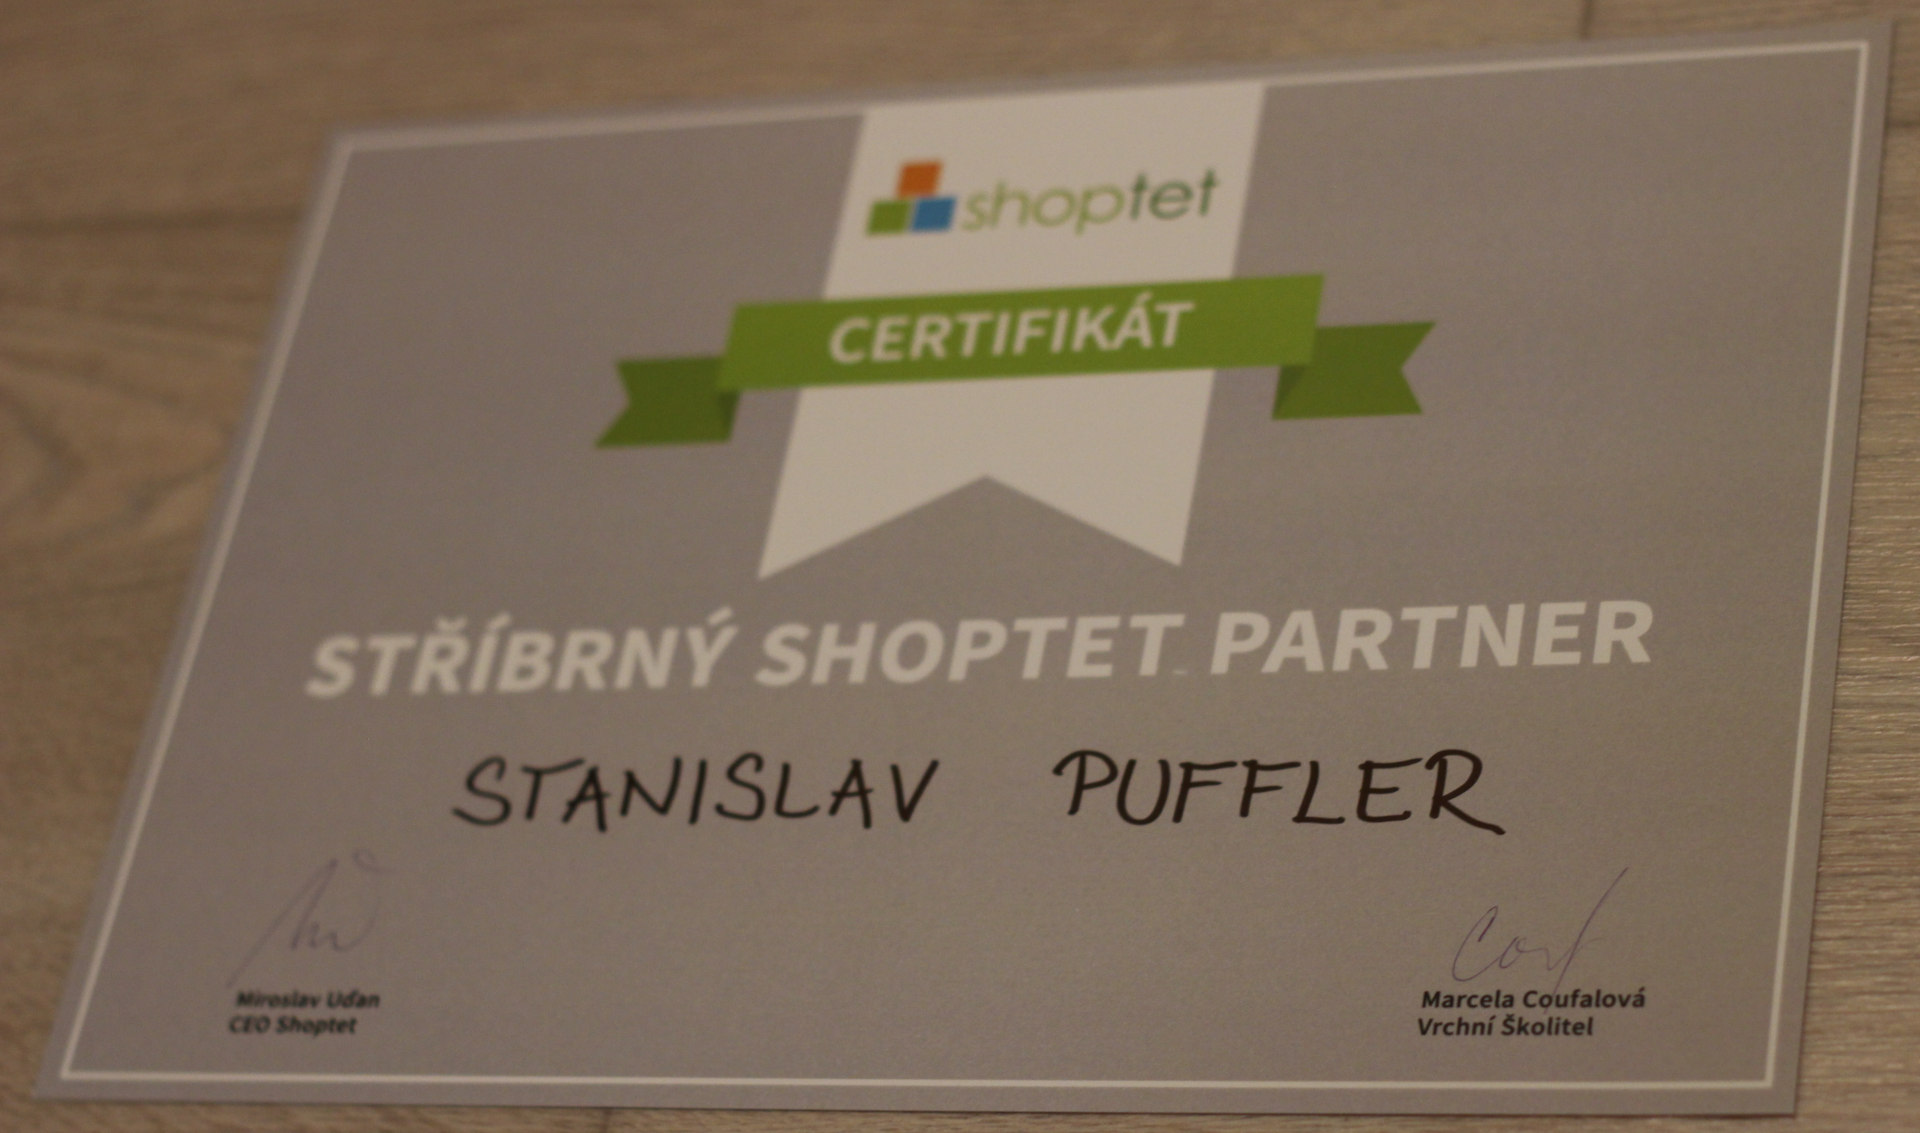 shoptet
CERTIFIKÁT
STŘÍBRNÝ SHOPTET PARTNER
STANISLAV PUFFLER
Miroslav Uďan
CEO Shoptet
Marcela Coufalová
Vrchní Školitel